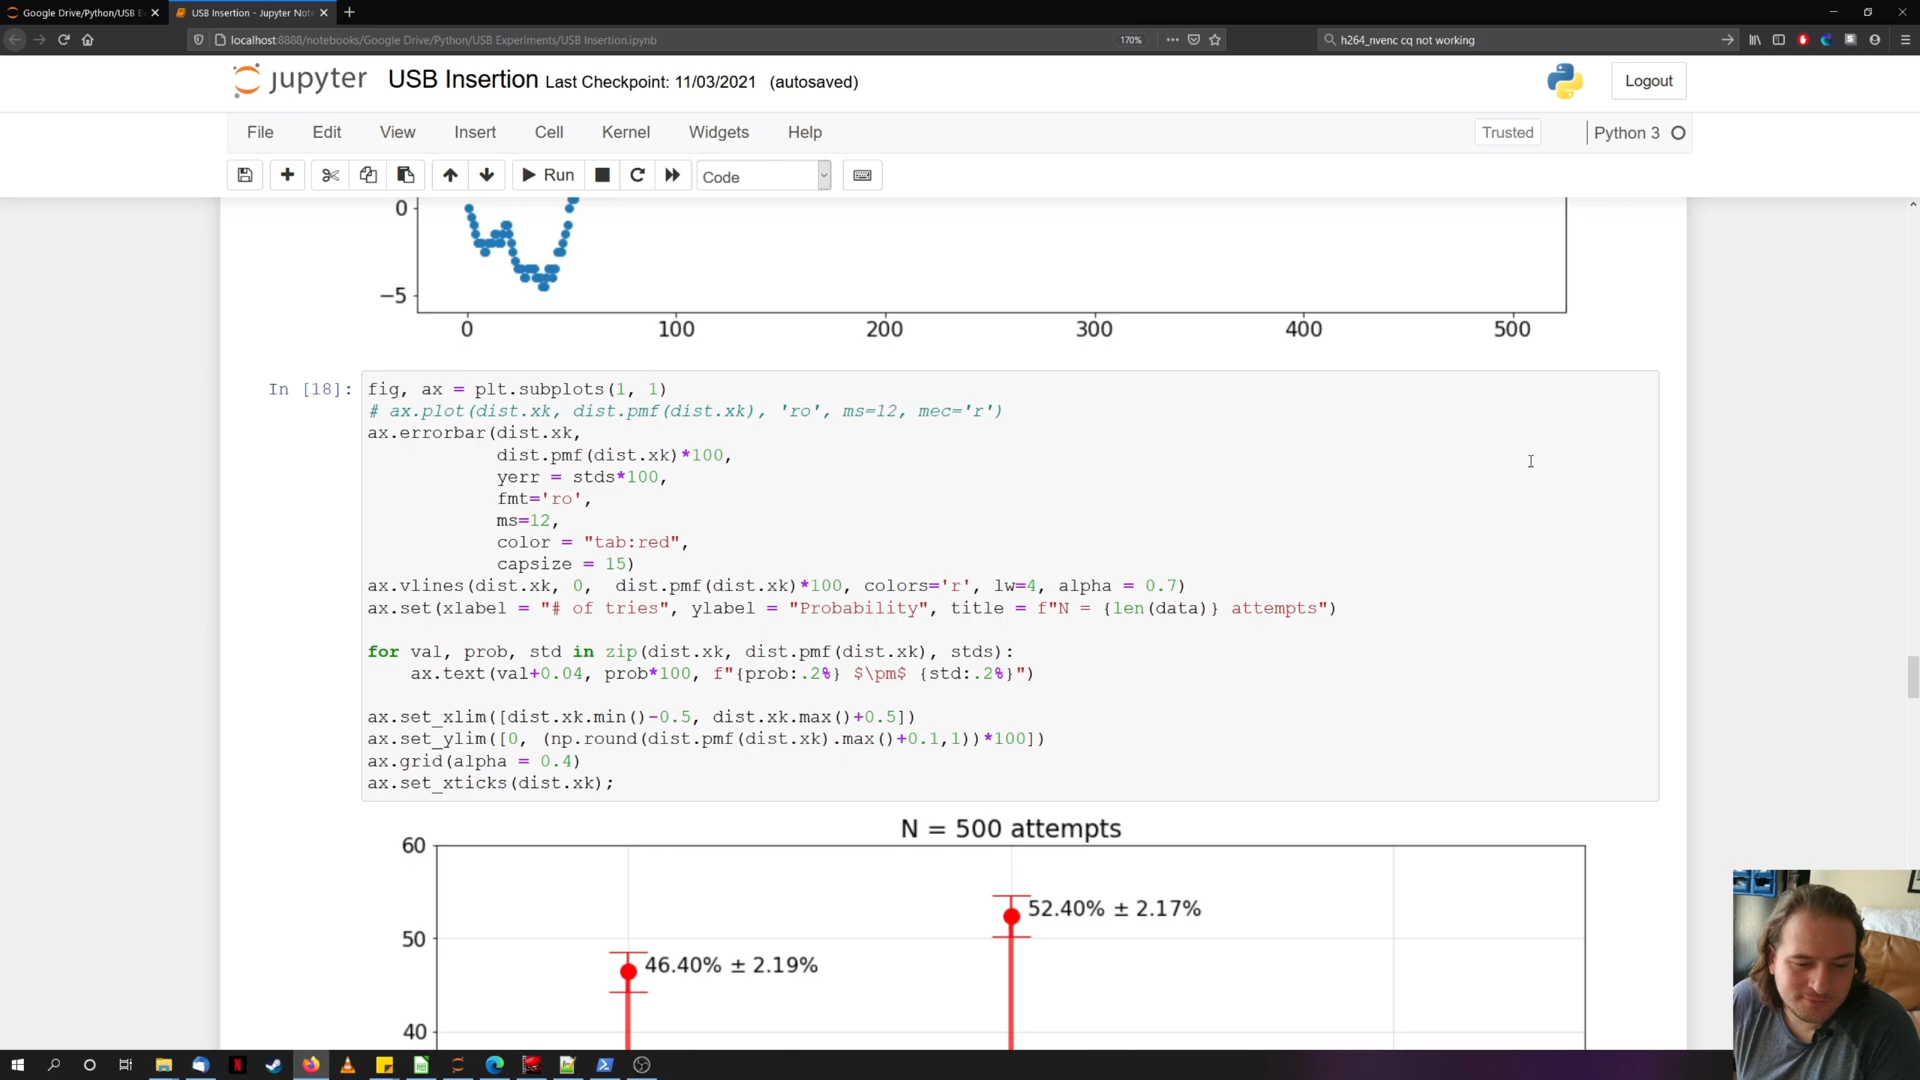 Google Drive/Python/USB E
USB Insertion - Jupyter Not
localhost:8888/notebooks/Google Drive/Python/USB Experiments/USB Insertion.ipynb
170%
h264_nvenc cq not working
jupyter
USB Insertion Last Checkpoint: 11/03/2021 (autosaved)
Logout
File Edit View Insert Cell Kernel Widgets Help
Trusted
Python 3
Run
Code
0
−5
0 100 200 300 400 500
In [18]:
fig, ax = plt.subplots(1, 1)
# ax.plot(dist.xk, dist.pmf(dist.xk), 'ro', ms=12, mec='r')
ax.errorbar(dist.xk,
dist.pmf(dist.xk)*100,
yerr = stds*100,
fmt='ro',
ms=12,
color = "tab:red",
capsize = 15)
ax.vlines(dist.xk, 0,  dist.pmf(dist.xk)*100, colors='r', lw=4, alpha = 0.7)
ax.set(xlabel = "# of tries", ylabel = "Probability", title = f"N = {len(data)} attempts")
for val, prob, std in zip(dist.xk, dist.pmf(dist.xk), stds):
ax.text(val+0.04, prob*100, f"{prob:.2%} $\pm$ {std:.2%}")
ax.set_xlim([dist.xk.min()-0.5, dist.xk.max()+0.5])
ax.set_ylim([0, (np.round(dist.pmf(dist.xk).max()+0.1,1))*100])
ax.grid(alpha = 0.4)
ax.set_xticks(dist.xk);
N = 500 attempts
60
52.40% ± 2.17%
50
46.40% ± 2.19%
40